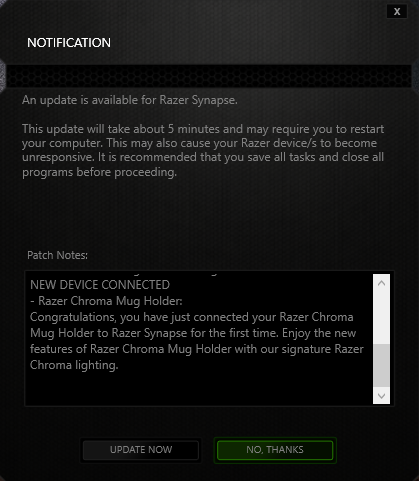 X
NOTIFICATION
An update is available for Razer Synapse.
This update will take about 5 minutes and may require you to restart
your computer. This may also cause your Razer device/s to become
unresponsive. It is recommended that you save all tasks and close all
programs before proceeding.
Patch Notes:
NEW DEVICE CONNECTED
- Razer Chroma Mug Holder:
Congratulations, you have just connected your Razer Chroma
Mug Holder to Razer Synapse for the first time. Enjoy the new
features of Razer Chroma Mug Holder with our signature Razer
Chroma lighting.
UPDATE NOW
NO, THANKS